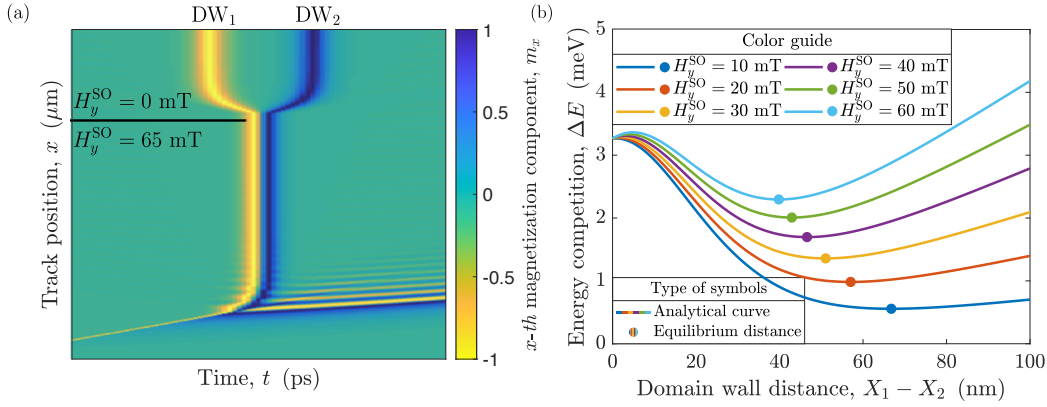 (a)
DW₁ DW₂
H_y^SO = 0 mT
H_y^SO = 65 mT
Track position, x (μm)
Time, t (ps)
1
0.5
0
-0.5
-1
x-th magnetization component, m_x
(b)
Energy competition, ΔE (meV)
5
4
3
2
1
0
Color guide
H_y^SO = 10 mT H_y^SO = 40 mT
H_y^SO = 20 mT H_y^SO = 50 mT
H_y^SO = 30 mT H_y^SO = 60 mT
Type of symbols
Analytical curve
Equilibrium distance
0 20 40 60 80 100
Domain wall distance, X₁ − X₂ (nm)